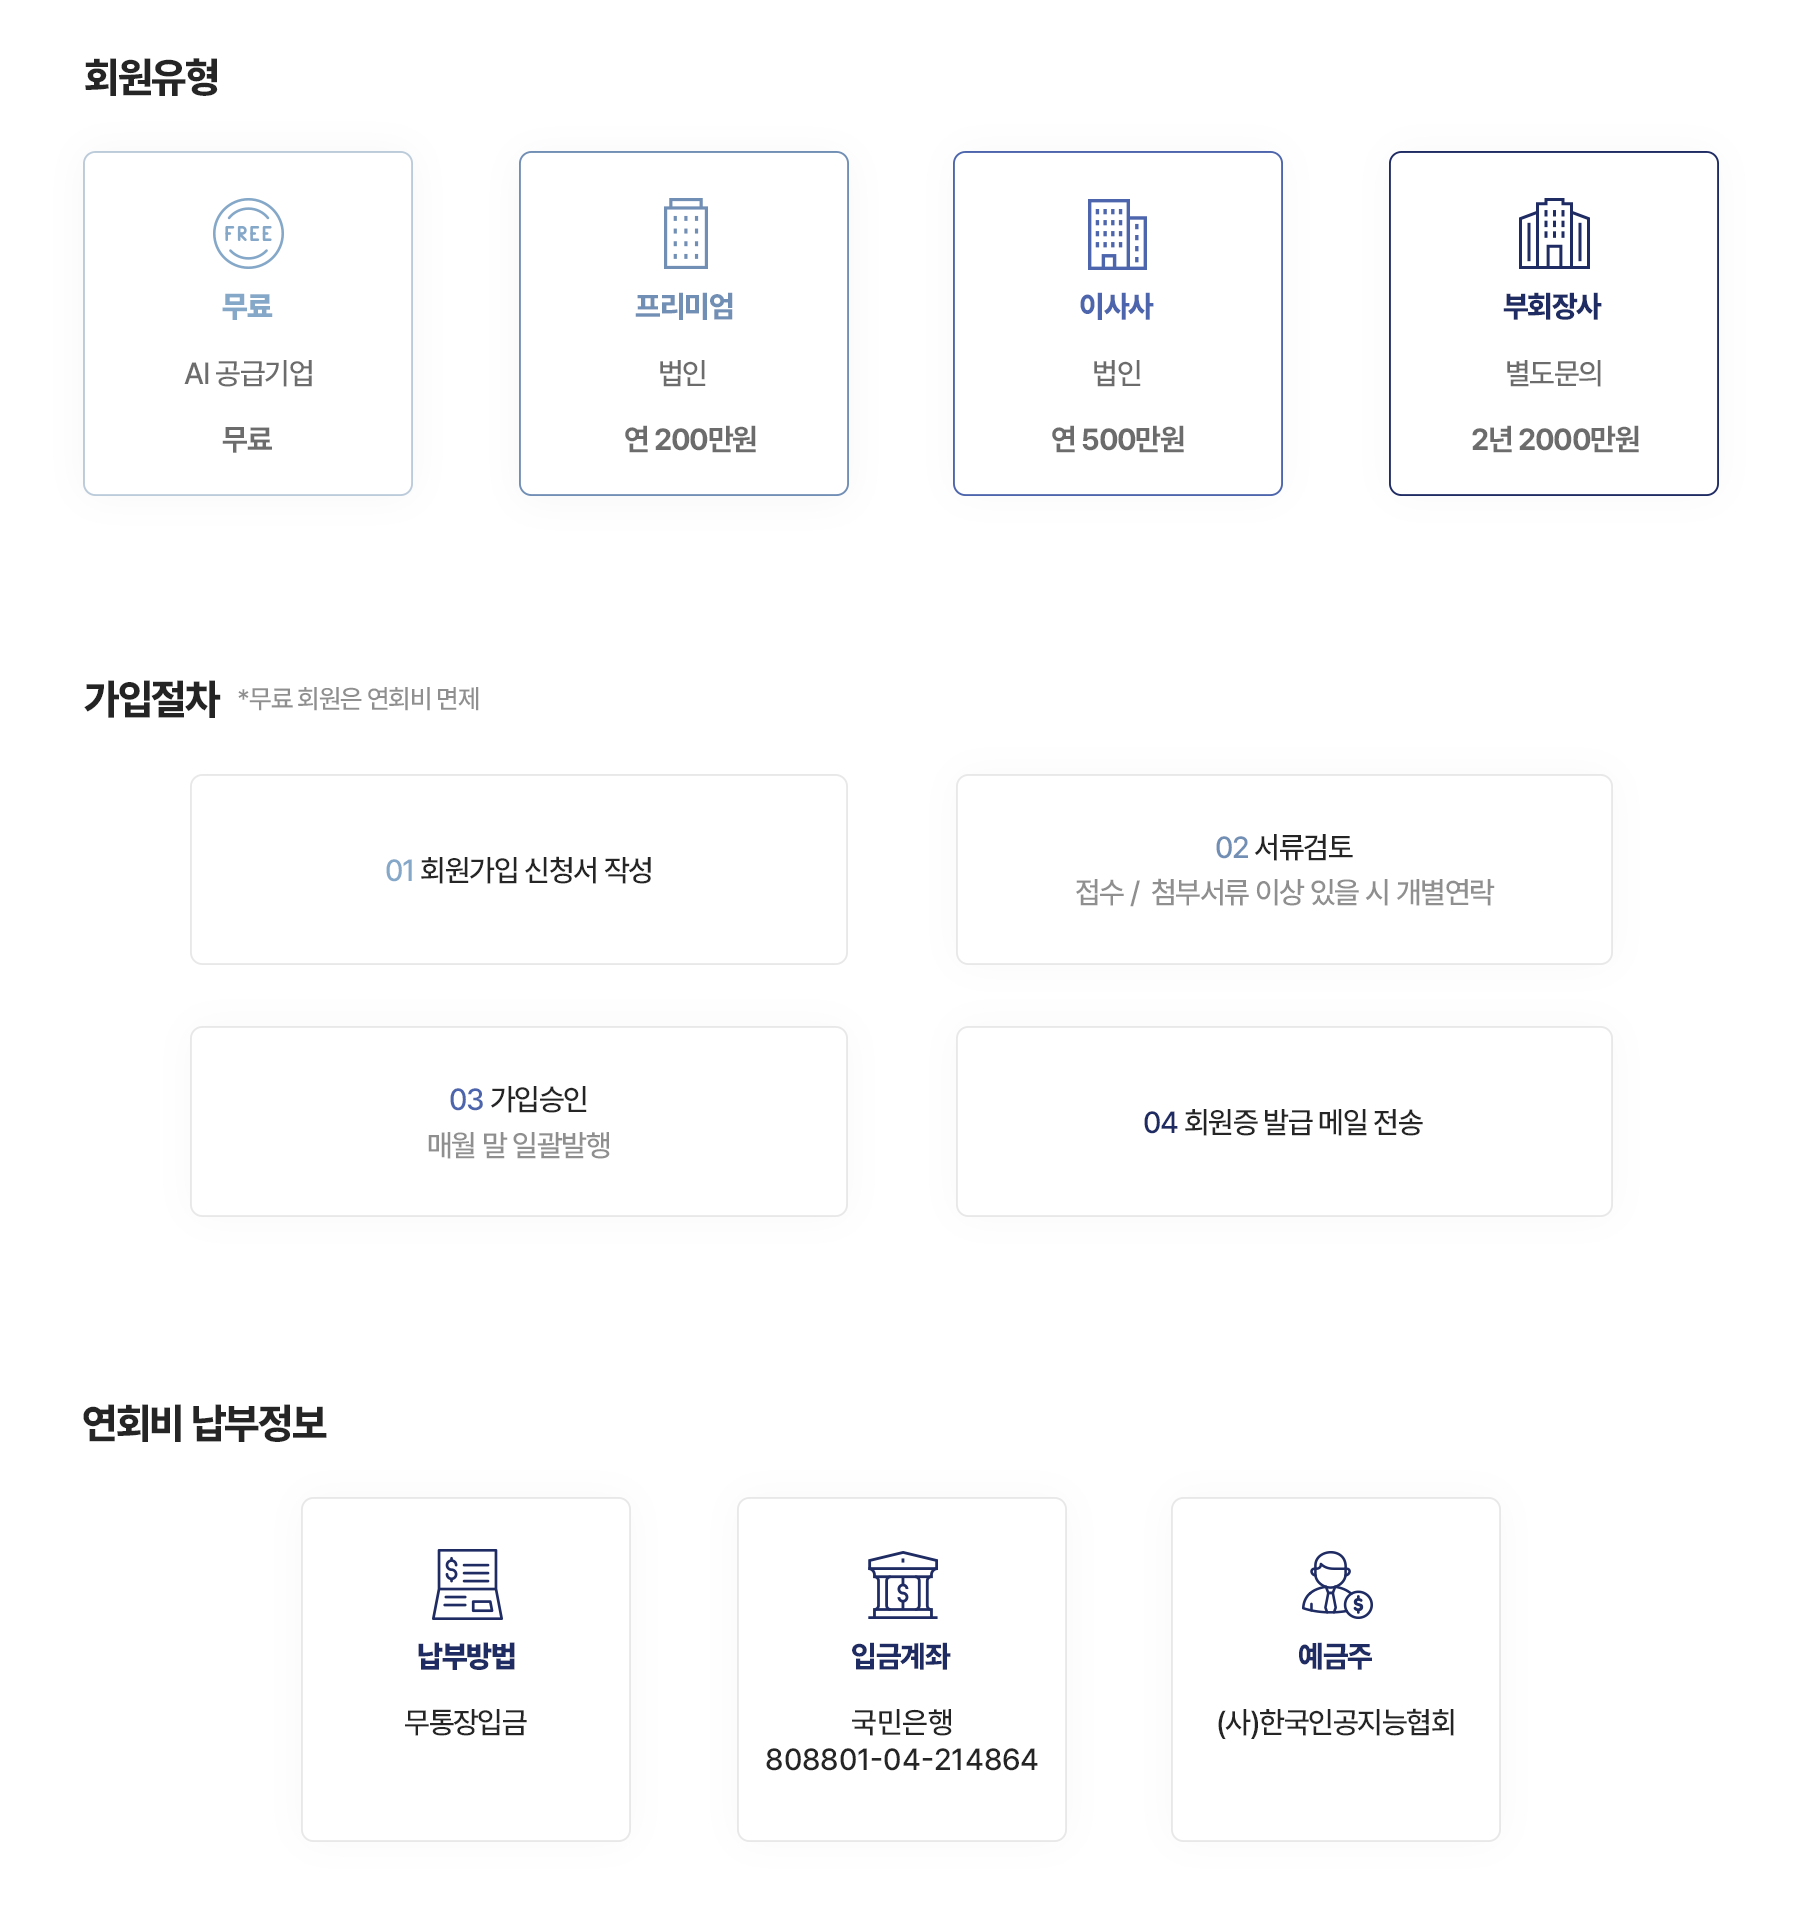 회원유형
FREE
무료
AI 공급기업
무료
프리미엄
법인
연 200만원
이사사
법인
연 500만원
부회장사
별도문의
2년 2000만원
가입절차 *무료 회원은 연회비 면제
01 회원가입 신청서 작성
02 서류검토
접수 / 첨부서류 이상 있을 시 개별연락
03 가입승인
매월 말 일괄발행
04 회원증 발급 메일 전송
연회비 납부정보
$
납부방법
무통장입금
$
입금계좌
국민은행
808801-04-214864
$
예금주
(사)한국인공지능협회